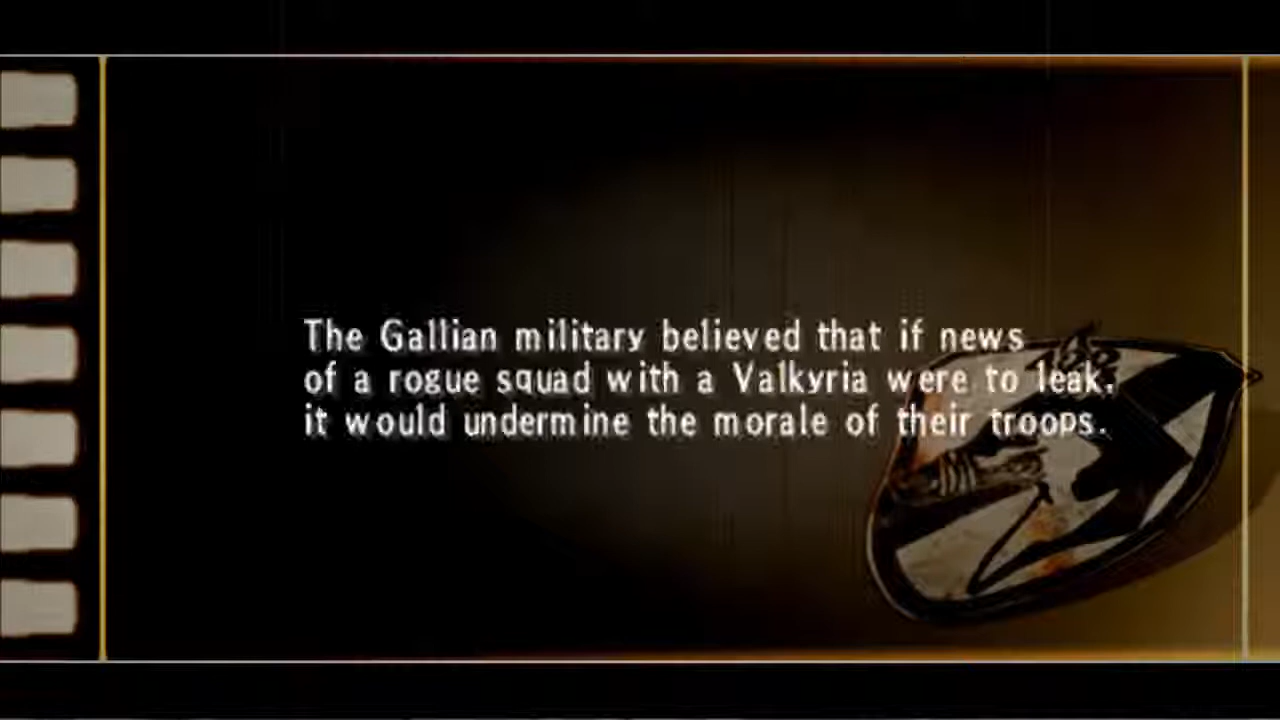 The Gallian military believed that if news
of a rogue squad with a Valkyria were to leak,
it would undermine the morale of their troops.